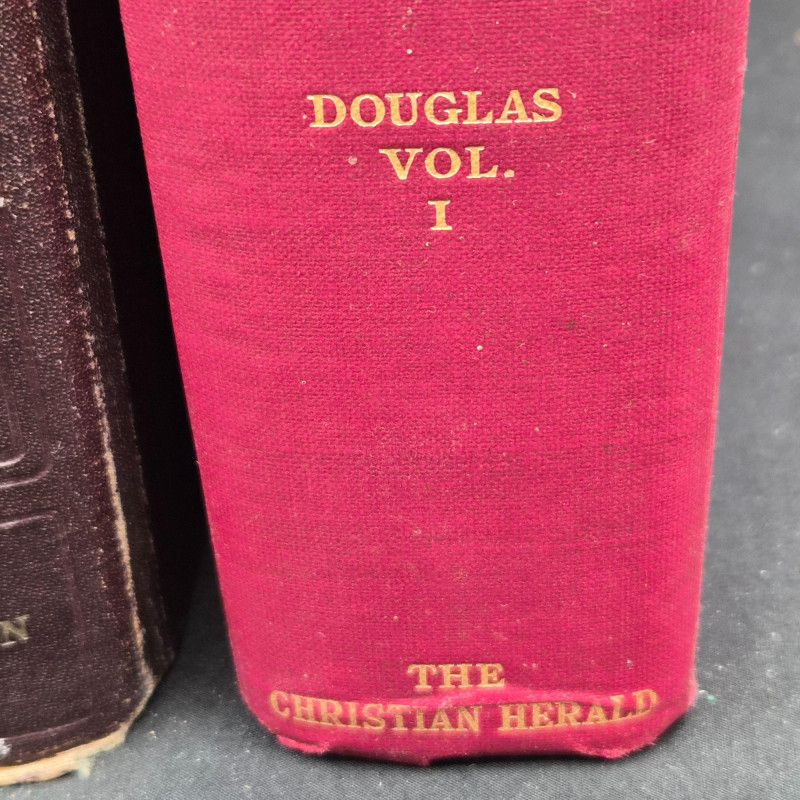 DOUGLAS
VOL.
I
THE
CHRISTIAN HERALD
N